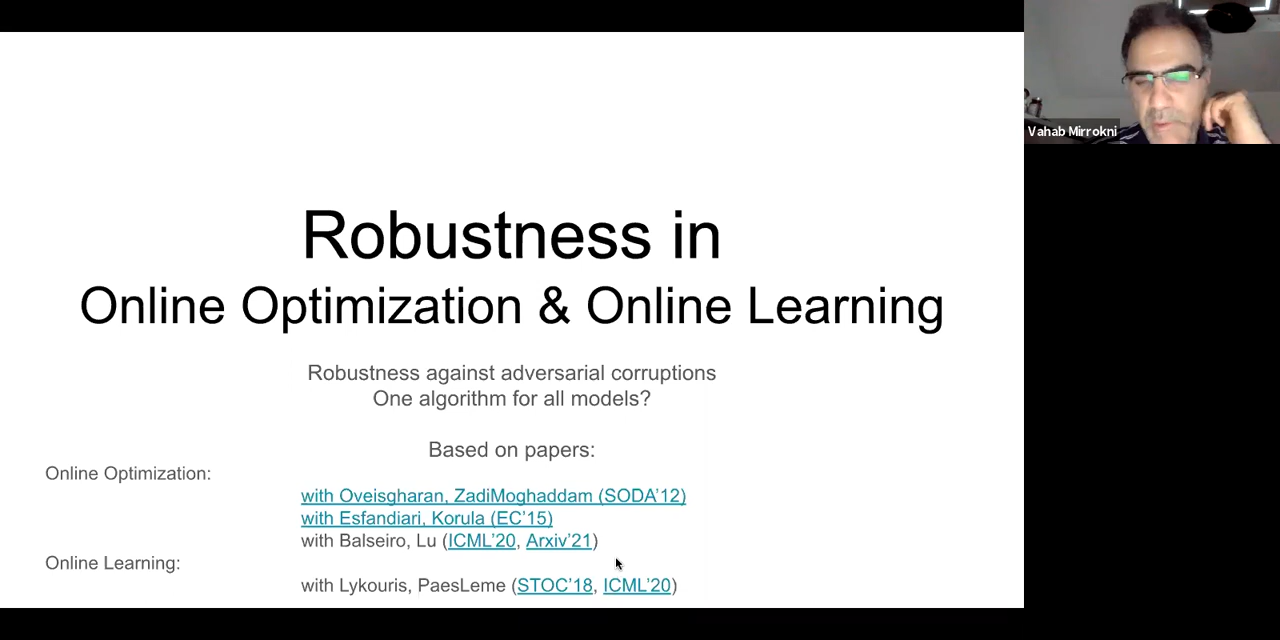 Vahab Mirrokni
Robustness in
Online Optimization & Online Learning
Robustness against adversarial corruptions
One algorithm for all models?
Based on papers:
Online Optimization:
with Oveisgharan, ZadiMoghaddam (SODA'12)
with Esfandiari, Korula (EC'15)
with Balseiro, Lu (ICML'20, Arxiv'21)
Online Learning:
with Lykouris, PaesLeme (STOC'18, ICML'20)